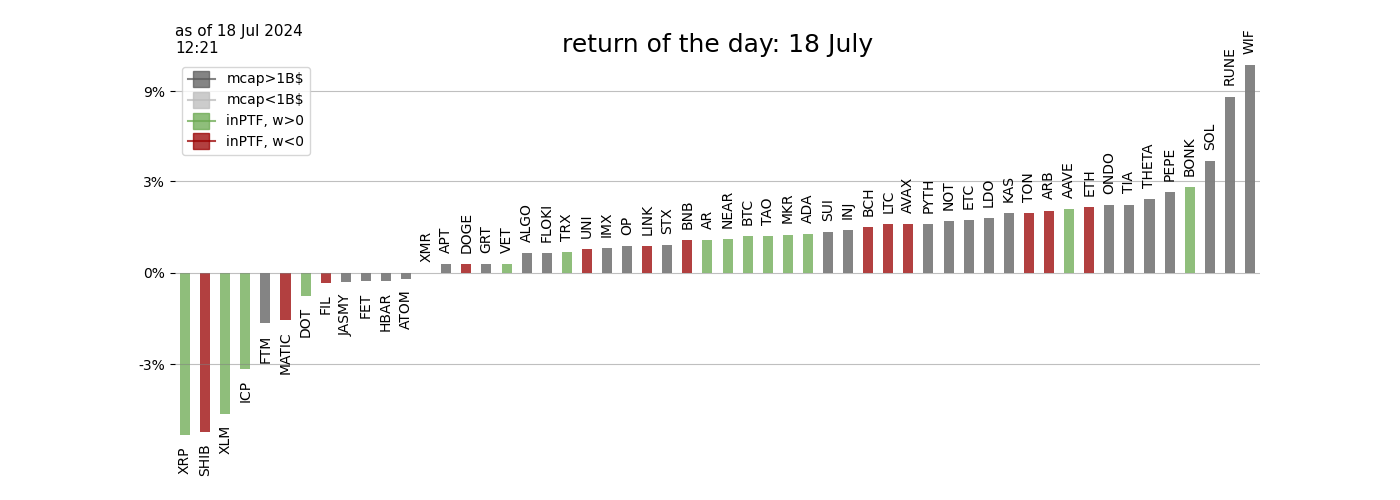 as of 18 Jul 2024
12:21
return of the day: 18 July
mcap>1B$
mcap<1B$
inPTF, w>0
inPTF, w<0
9%
3%
0%
-3%
XRP
SHIB
XLM
ICP
FTM
MATIC
DOT
FIL
JASMY
FET
HBAR
ATOM
XMR
APT
DOGE
GRT
VET
ALGO
FLOKI
TRX
UNI
IMX
OP
LINK
STX
BNB
AR
NEAR
BTC
TAO
MKR
ADA
SUI
INJ
BCH
LTC
AVAX
PYTH
NOT
ETC
LDO
KAS
TON
ARB
AAVE
ETH
ONDO
TIA
THETA
PEPE
BONK
SOL
RUNE
WIF